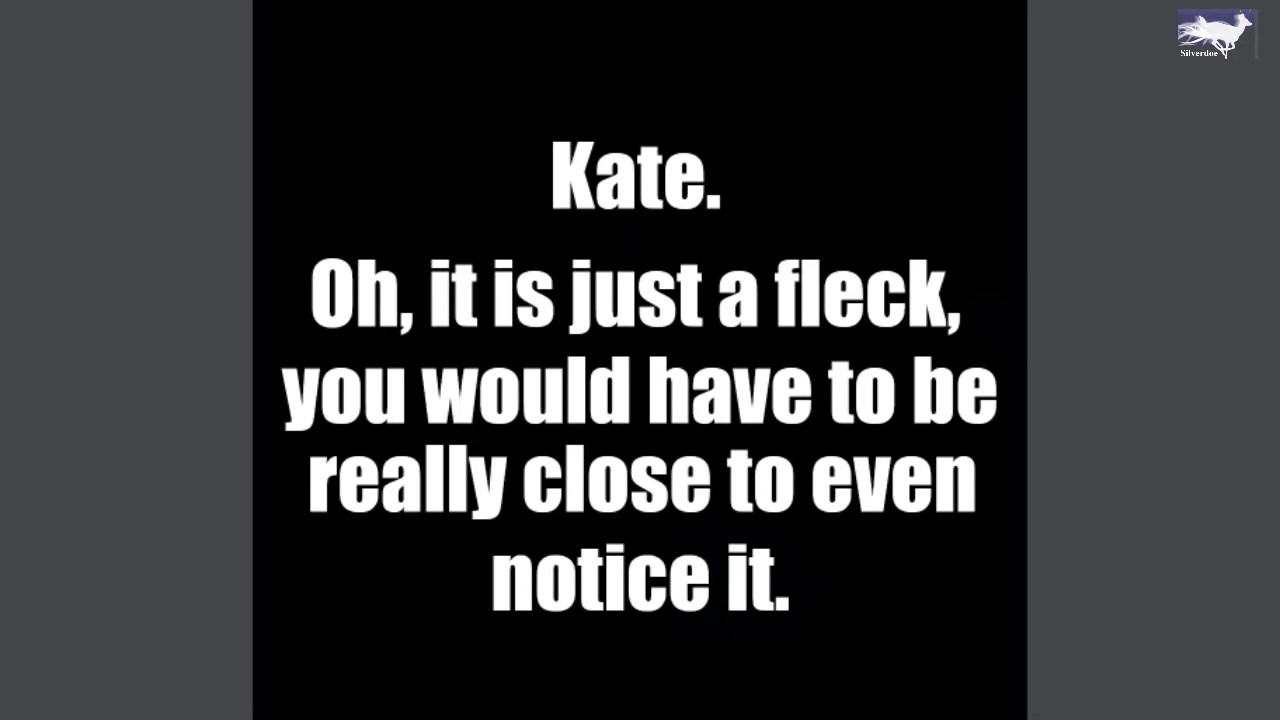 Silverdoe
Kate.
Oh, it is just a fleck,
you would have to be
really close to even
notice it.